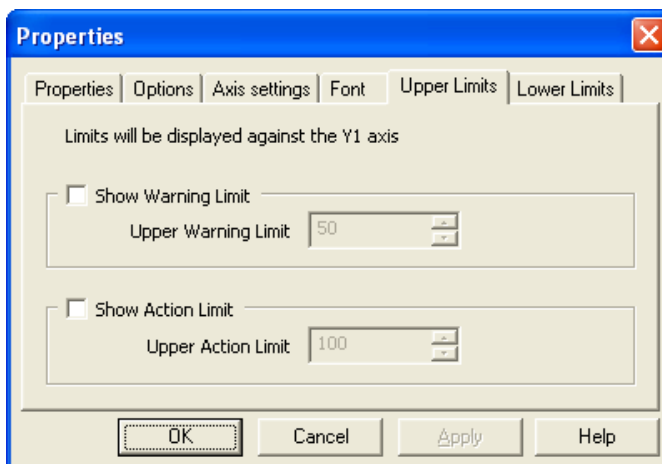 Properties
Properties Options Axis settings Font Upper Limits Lower Limits
Limits will be displayed against the Y1 axis
Show Warning Limit
Upper Warning Limit 50
Show Action Limit
Upper Action Limit 100
OK Cancel Apply Help